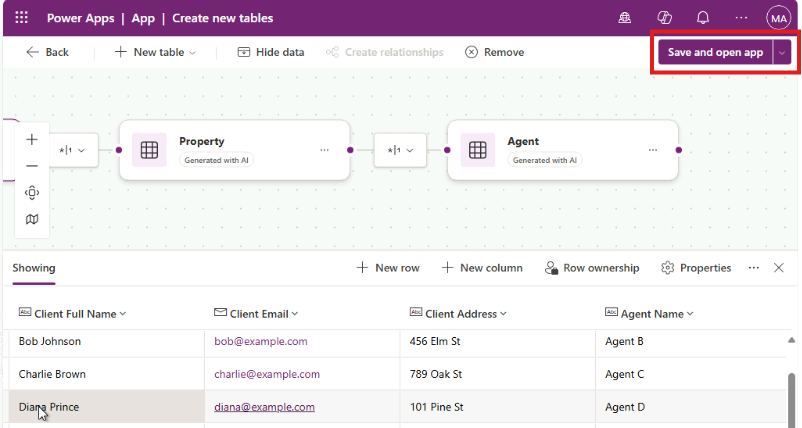 Power Apps | App | Create new tables
... MA
Back New table Hide data Create relationships Remove Save and open app
*|1 Property ... *|1 Agent ...
Generated with AI Generated with AI
Showing New row New column Row ownership Properties ...
Abc Client Full Name Client Email Abc Client Address Abc Agent Name
Bob Johnson bob@example.com 456 Elm St Agent B
Charlie Brown charlie@example.com 789 Oak St Agent C
Diana Prince diana@example.com 101 Pine St Agent D